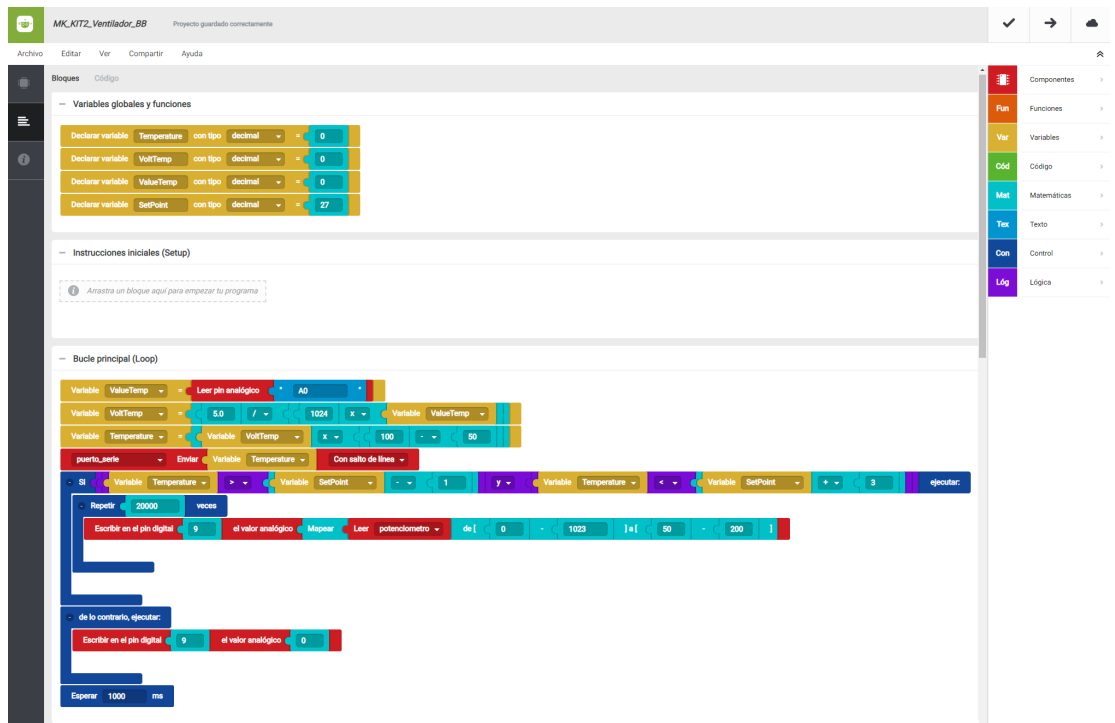 MK_KIT2_Ventilador_BB Proyecto guardado correctamente
Archivo Editar Ver Compartir Ayuda
Bloques Código
Variables globales y funciones
Declarar variable Temperature con tipo decimal = 0
Declarar variable VoltTemp con tipo decimal = 0
Declarar variable ValueTemp con tipo decimal = 0
Declarar variable SetPoint con tipo decimal = 27
Instrucciones iniciales (Setup)
Arrastra un bloque aquí para empezar tu programa
Bucle principal (Loop)
Variable ValueTemp = Leer pin analógico " A0 "
Variable VoltTemp = 5.0 / 1024 x Variable ValueTemp
Variable Temperature = Variable VoltTemp x 100 - 50
puerto_serie Enviar Variable Temperature Con salto de línea
Si Variable Temperature > Variable SetPoint - 1 y Variable Temperature < Variable SetPoint + 3 ejecutar:
Repetir 20000 veces
Escribir en el pin digital 9 el valor analógico Mapear Leer potenciometro de [ 0 - 1023 ] a [ 50 - 200 ]
de lo contrario, ejecutar:
Escribir en el pin digital 9 el valor analógico 0
Esperar 1000 ms
Componentes
Fun Funciones
Var Variables
Cód Código
Mat Matemáticas
Tex Texto
Con Control
Lóg Lógica